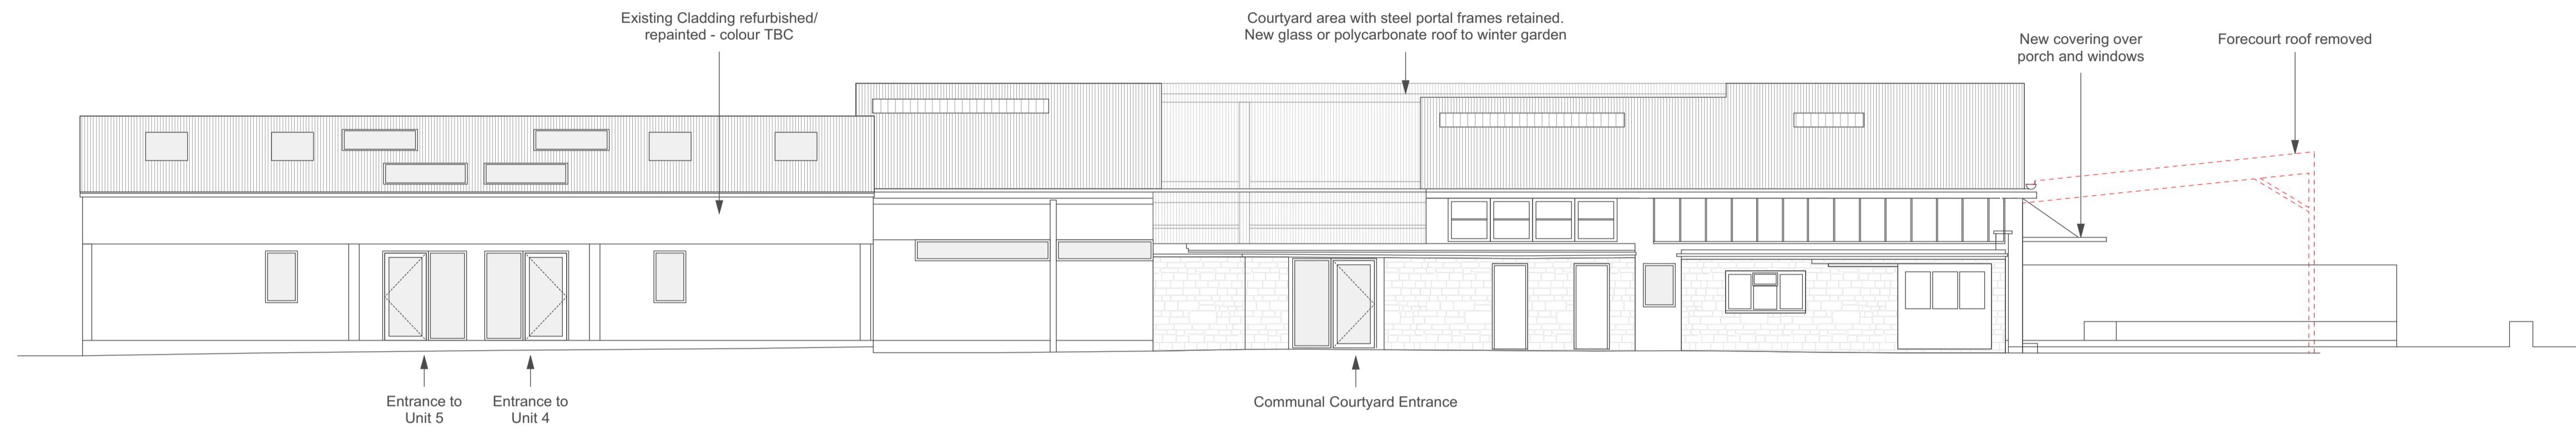 Existing Cladding refurbished/
repainted - colour TBC
Courtyard area with steel portal frames retained.
New glass or polycarbonate roof to winter garden
New covering over
porch and windows
Forecourt roof removed
Entrance to
Unit 5
Entrance to
Unit 4
Communal Courtyard Entrance